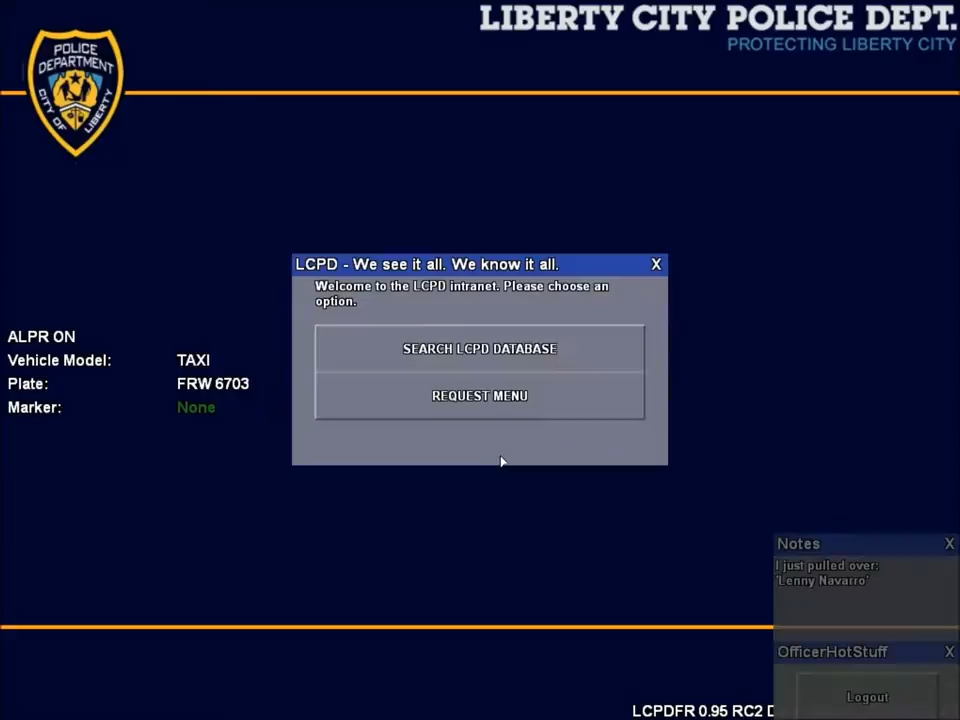 LIBERTY CITY POLICE DEPT.
PROTECTING LIBERTY CITY
POLICE
DEPARTMENT
CITY OF LIBERTY
LCPD - We see it all. We know it all. X
Welcome to the LCPD intranet. Please choose an
option.
SEARCH LCPD DATABASE
REQUEST MENU
ALPR ON
Vehicle Model: TAXI
Plate: FRW 6703
Marker: None
Notes X
I just pulled over:
'Lenny Navarro'
OfficerHotStuff X
Logout
LCPDFR 0.95 RC2 D